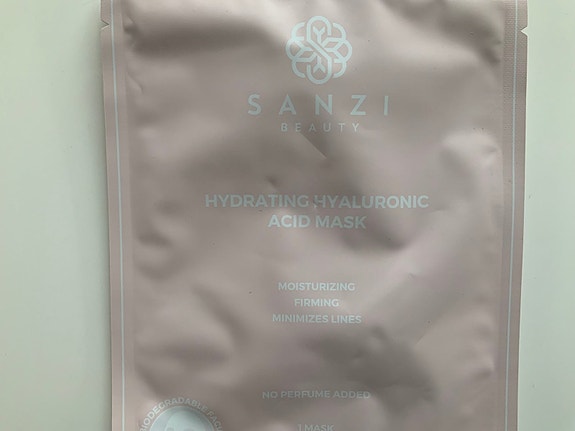 SANZI
BEAUTY
HYDRATING HYALURONIC
ACID MASK
MOISTURIZING
FIRMING
MINIMIZES LINES
NO PERFUME ADDED
1 MASK